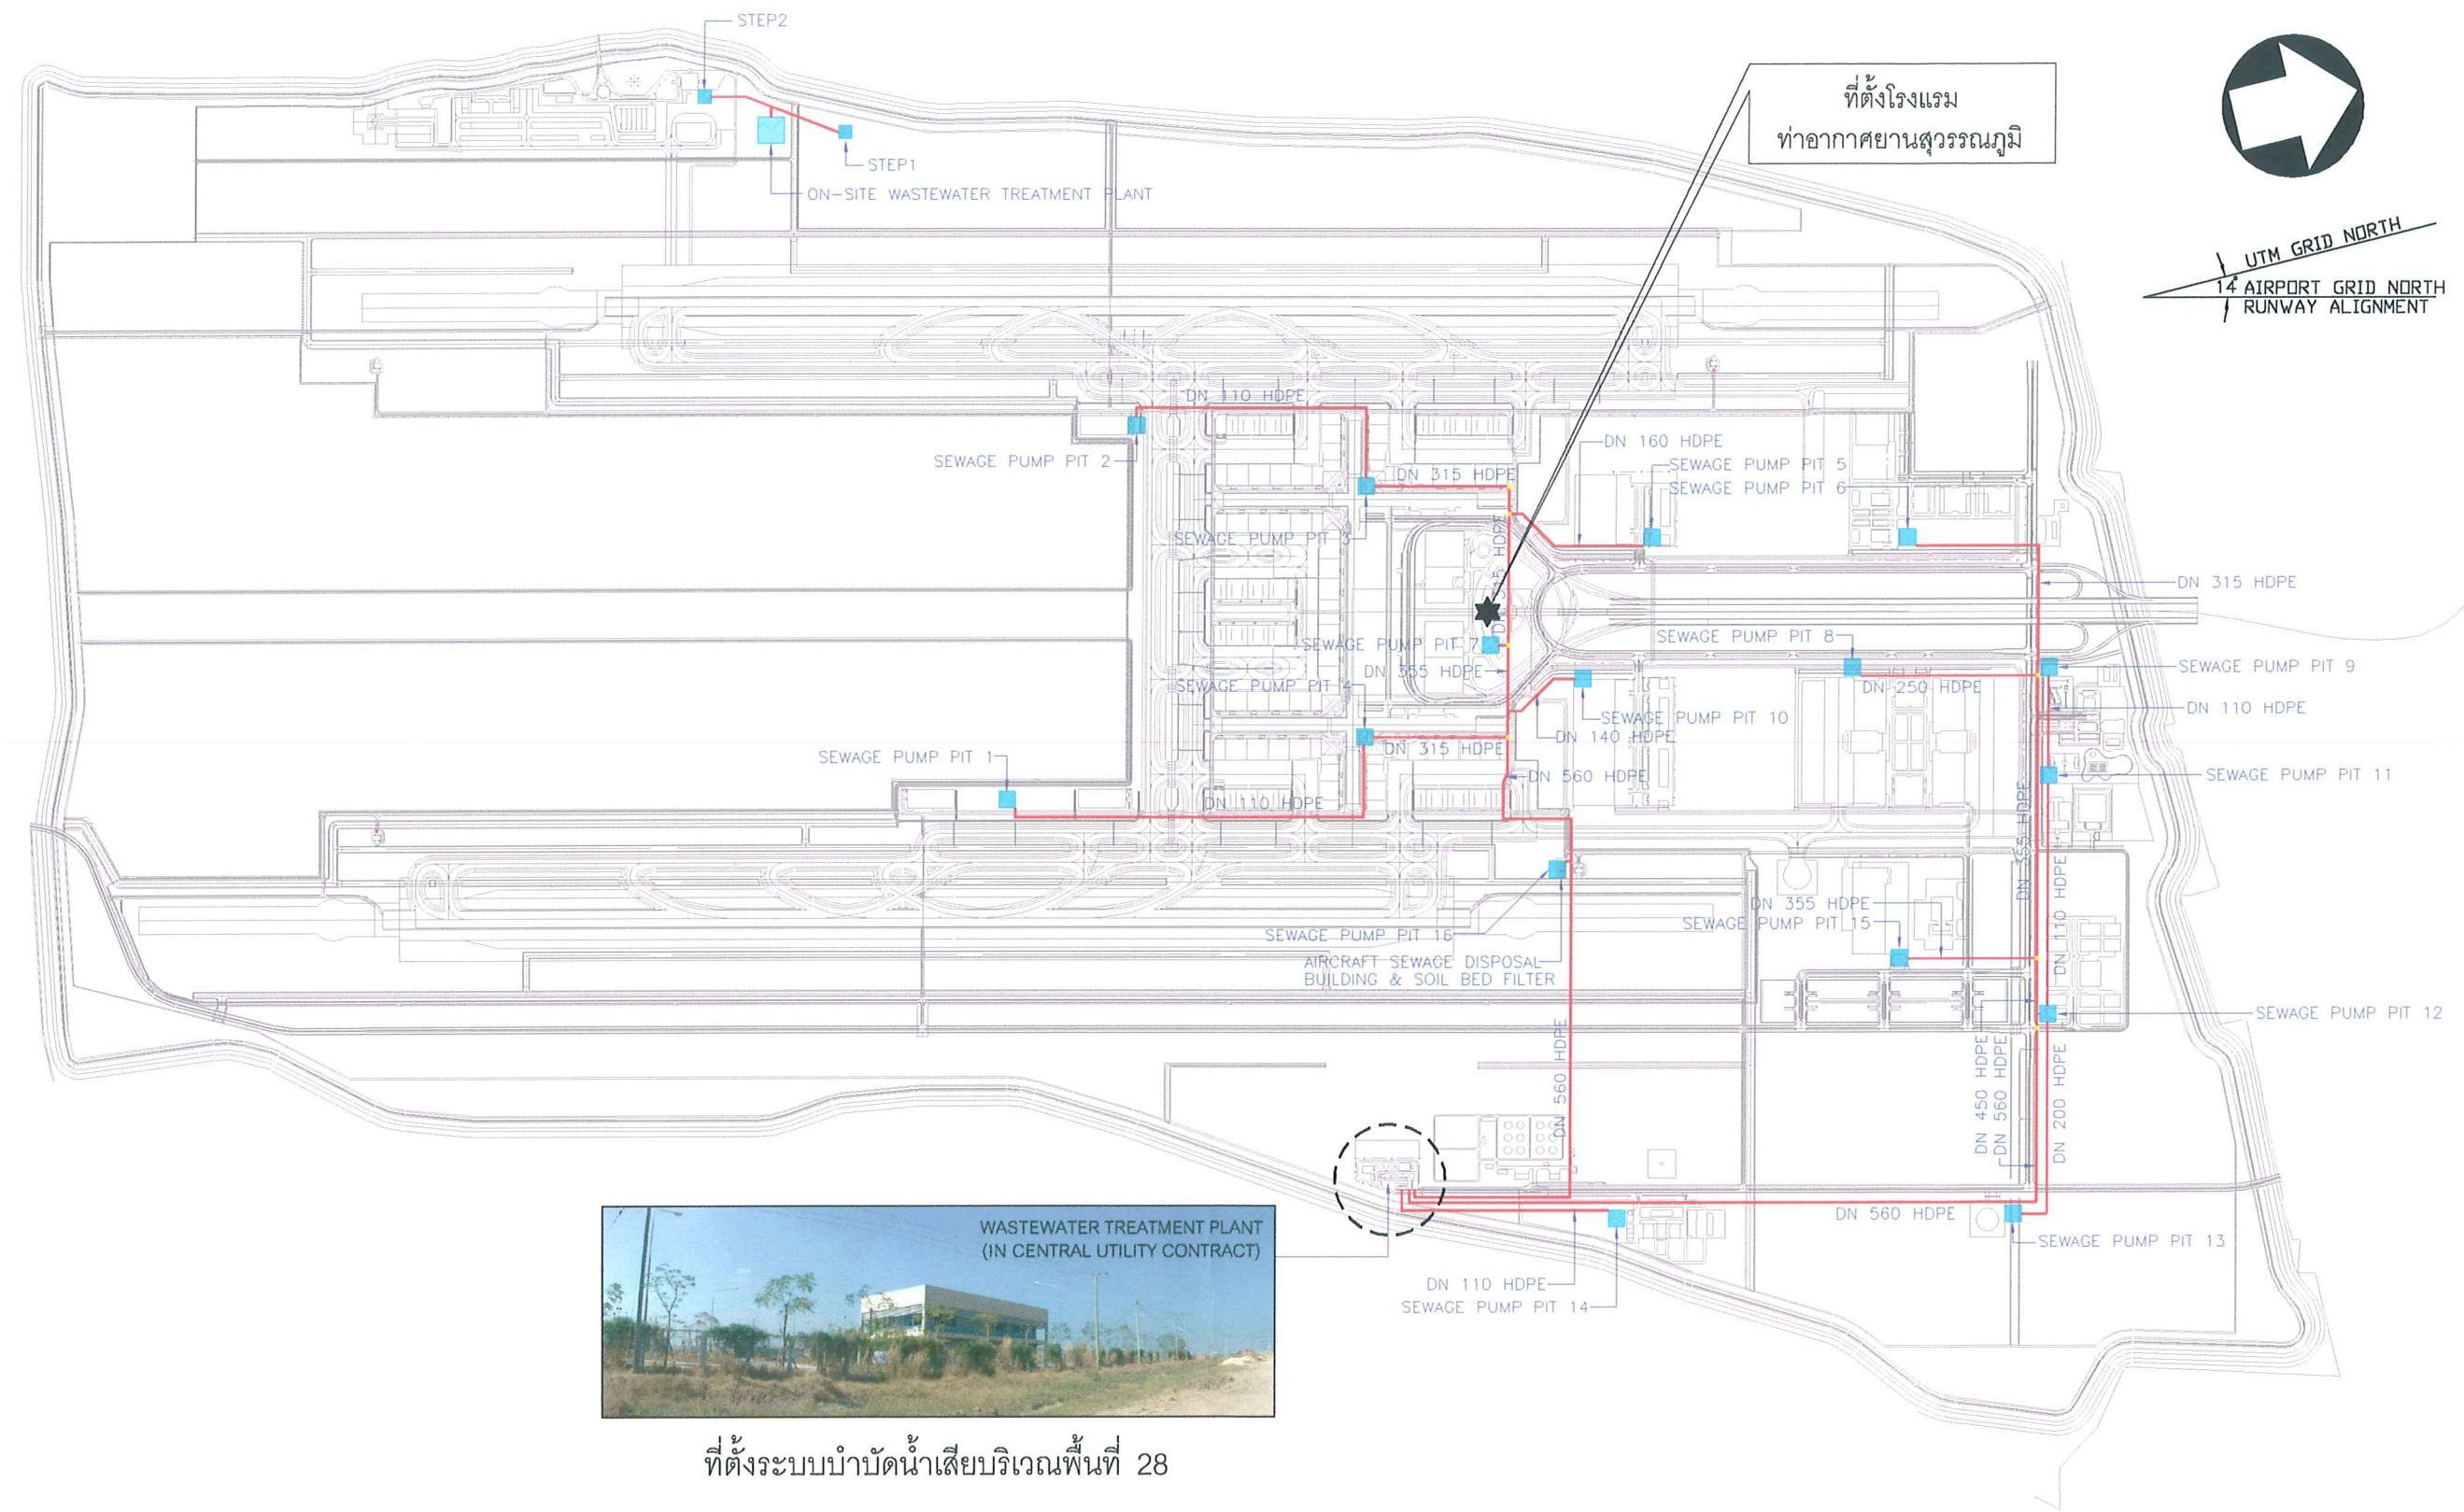 STEP2
ที่ตั้งโรงแรม
ท่าอากาศยานสุวรรณภูมิ
STEP1
ON-SITE WASTEWATER TREATMENT PLANT
UTM GRID NORTH
14° AIRPORT GRID NORTH
RUNWAY ALIGNMENT
DN 110 HDPE
SEWAGE PUMP PIT 2
DN 160 HDPE
SEWAGE PUMP PIT 5
DN 315 HDPE
SEWAGE PUMP PIT 6
SEWAGE PUMP PIT 3
DN 315 HDPE
DN 315 HDPE
SEWAGE PUMP PIT 7
SEWAGE PUMP PIT 8
DN 355 HDPE
SEWAGE PUMP PIT 9
SEWAGE PUMP PIT 4
DN 250 HDPE
DN 110 HDPE
SEWAGE PUMP PIT 10
DN 140 HDPE
DN 315 HDPE
SEWAGE PUMP PIT 1
DN 560 HDPE
SEWAGE PUMP PIT 11
DN 110 HDPE
DN 355 HDPE
DN 110 HDPE
DN 355 HDPE
SEWAGE PUMP PIT 15
SEWAGE PUMP PIT 16
AIRCRAFT SEWAGE DISPOSAL
BUILDING & SOIL BED FILTER
SEWAGE PUMP PIT 12
DN 560 HDPE
DN 450 HDPE
DN 560 HDPE
DN 200 HDPE
DN 560 HDPE
SEWAGE PUMP PIT 13
WASTEWATER TREATMENT PLANT
(IN CENTRAL UTILITY CONTRACT)
DN 110 HDPE
SEWAGE PUMP PIT 14
ที่ตั้งระบบบำบัดน้ำเสียบริเวณพื้นที่ 28